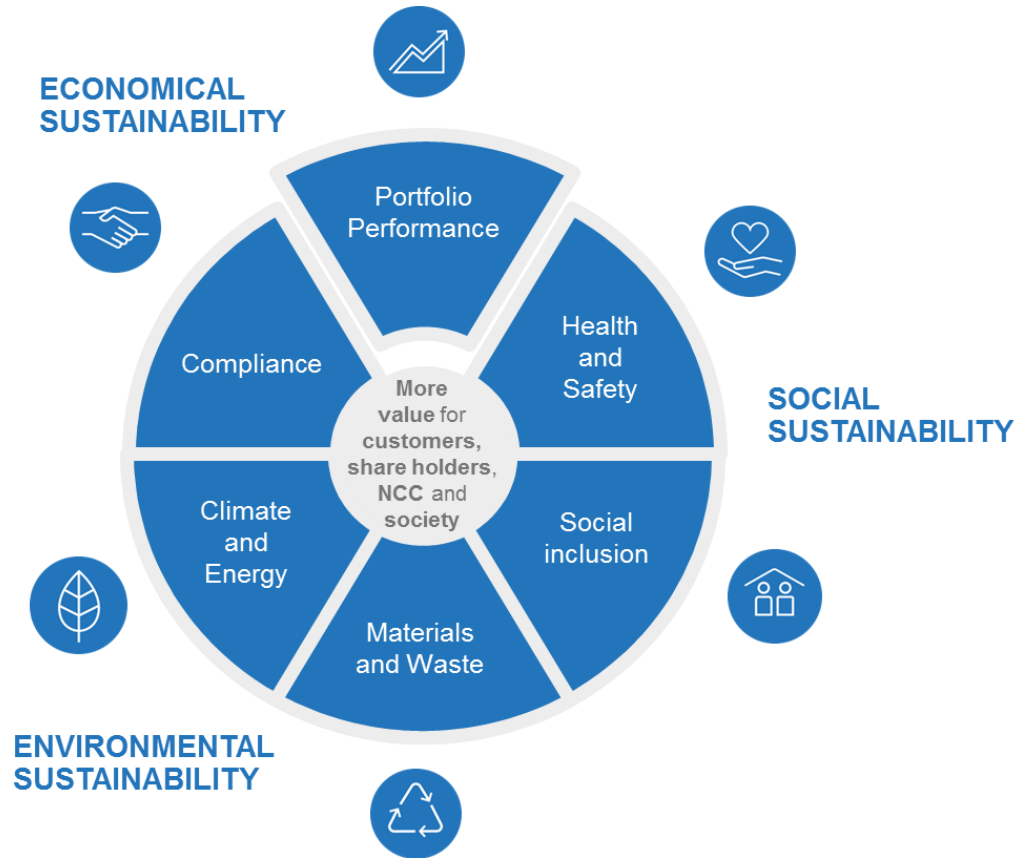 ECONOMICAL
SUSTAINABILITY
Portfolio
Performance
Health
and
Safety
Compliance
More
value for
customers,
share holders,
NCC and
society
SOCIAL
SUSTAINABILITY
Climate
and
Energy
Social
inclusion
Materials
and Waste
ENVIRONMENTAL
SUSTAINABILITY